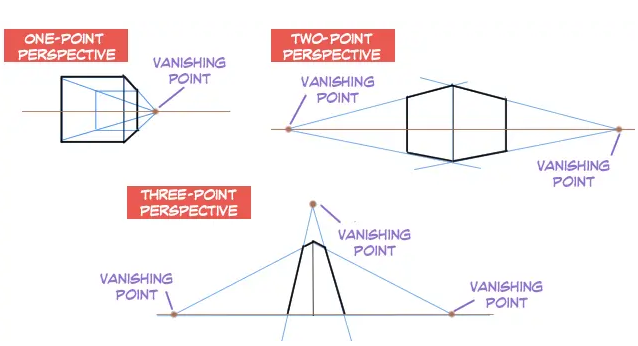 ONE-POINT
PERSPECTIVE
VANISHING
POINT
TWO-POINT
PERSPECTIVE
VANISHING
POINT
VANISHING
POINT
THREE-POINT
PERSPECTIVE
VANISHING
POINT
VANISHING
POINT
VANISHING
POINT